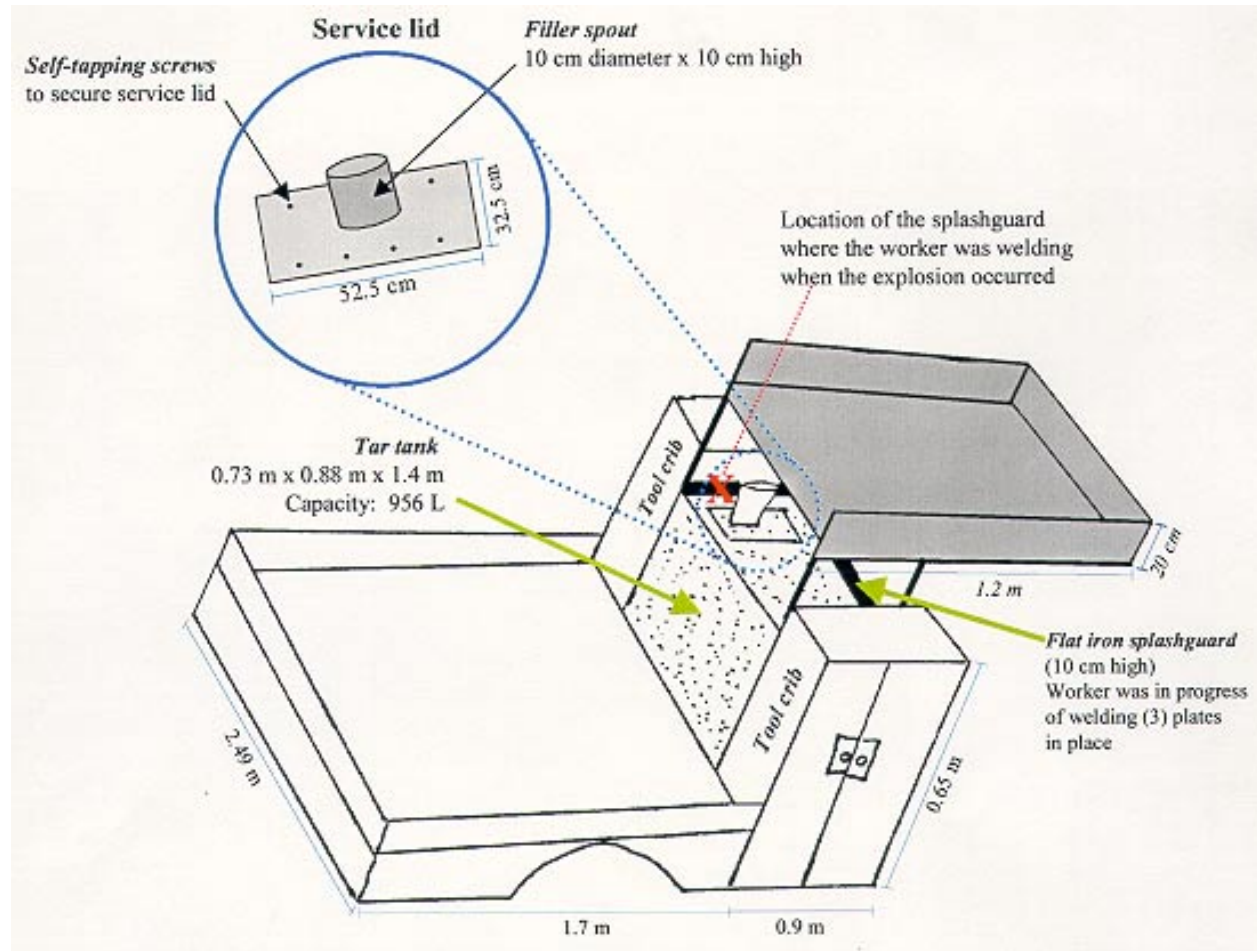 Service lid
Filler spout
10 cm diameter x 10 cm high
Self-tapping screws
to secure service lid
32.5 cm
52.5 cm
Location of the splashguard
where the worker was welding
when the explosion occurred
X
Tar tank
0.73 m x 0.88 m x 1.4 m
Capacity: 956 L
Tool crib
20 cm
1.2 m
Flat iron splashguard
(10 cm high)
Worker was in progress
of welding (3) plates
in place
Tool crib
2.49 m
0.65 m
1.7 m
0.9 m